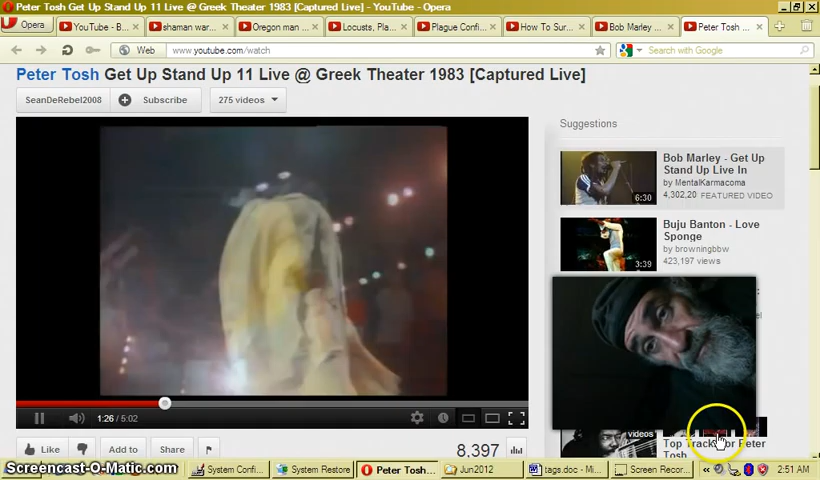 Peter Tosh Get Up Stand Up 11 Live @ Greek Theater 1983 [Captured Live] - YouTube - Opera
Opera
YouTube - B...
shaman war...
Oregon man ...
Locusts, Pla...
Plague Confi...
How To Sur...
Bob Marley ...
Peter Tosh ...
Web
www.youtube.com/watch
Search with Google
Peter Tosh Get Up Stand Up 11 Live @ Greek Theater 1983 [Captured Live]
SeanDeRebel2008
Subscribe
275 videos
Suggestions
Bob Marley - Get Up
Stand Up Live In
by MentalKarmacoma
4,302,20 FEATURED VIDEO
6:30
Buju Banton - Love
Sponge
by browningbbw
423,197 views
3:39
videos
Top Tracks for Peter
Tosh
1:26 / 5:02
Like
Add to
Share
8,397
Screencast-O-Matic.com
System Confi...
System Restore
Peter Tosh...
Jun2012
tags.doc - Mi...
Screen Recor...
2:51 AM